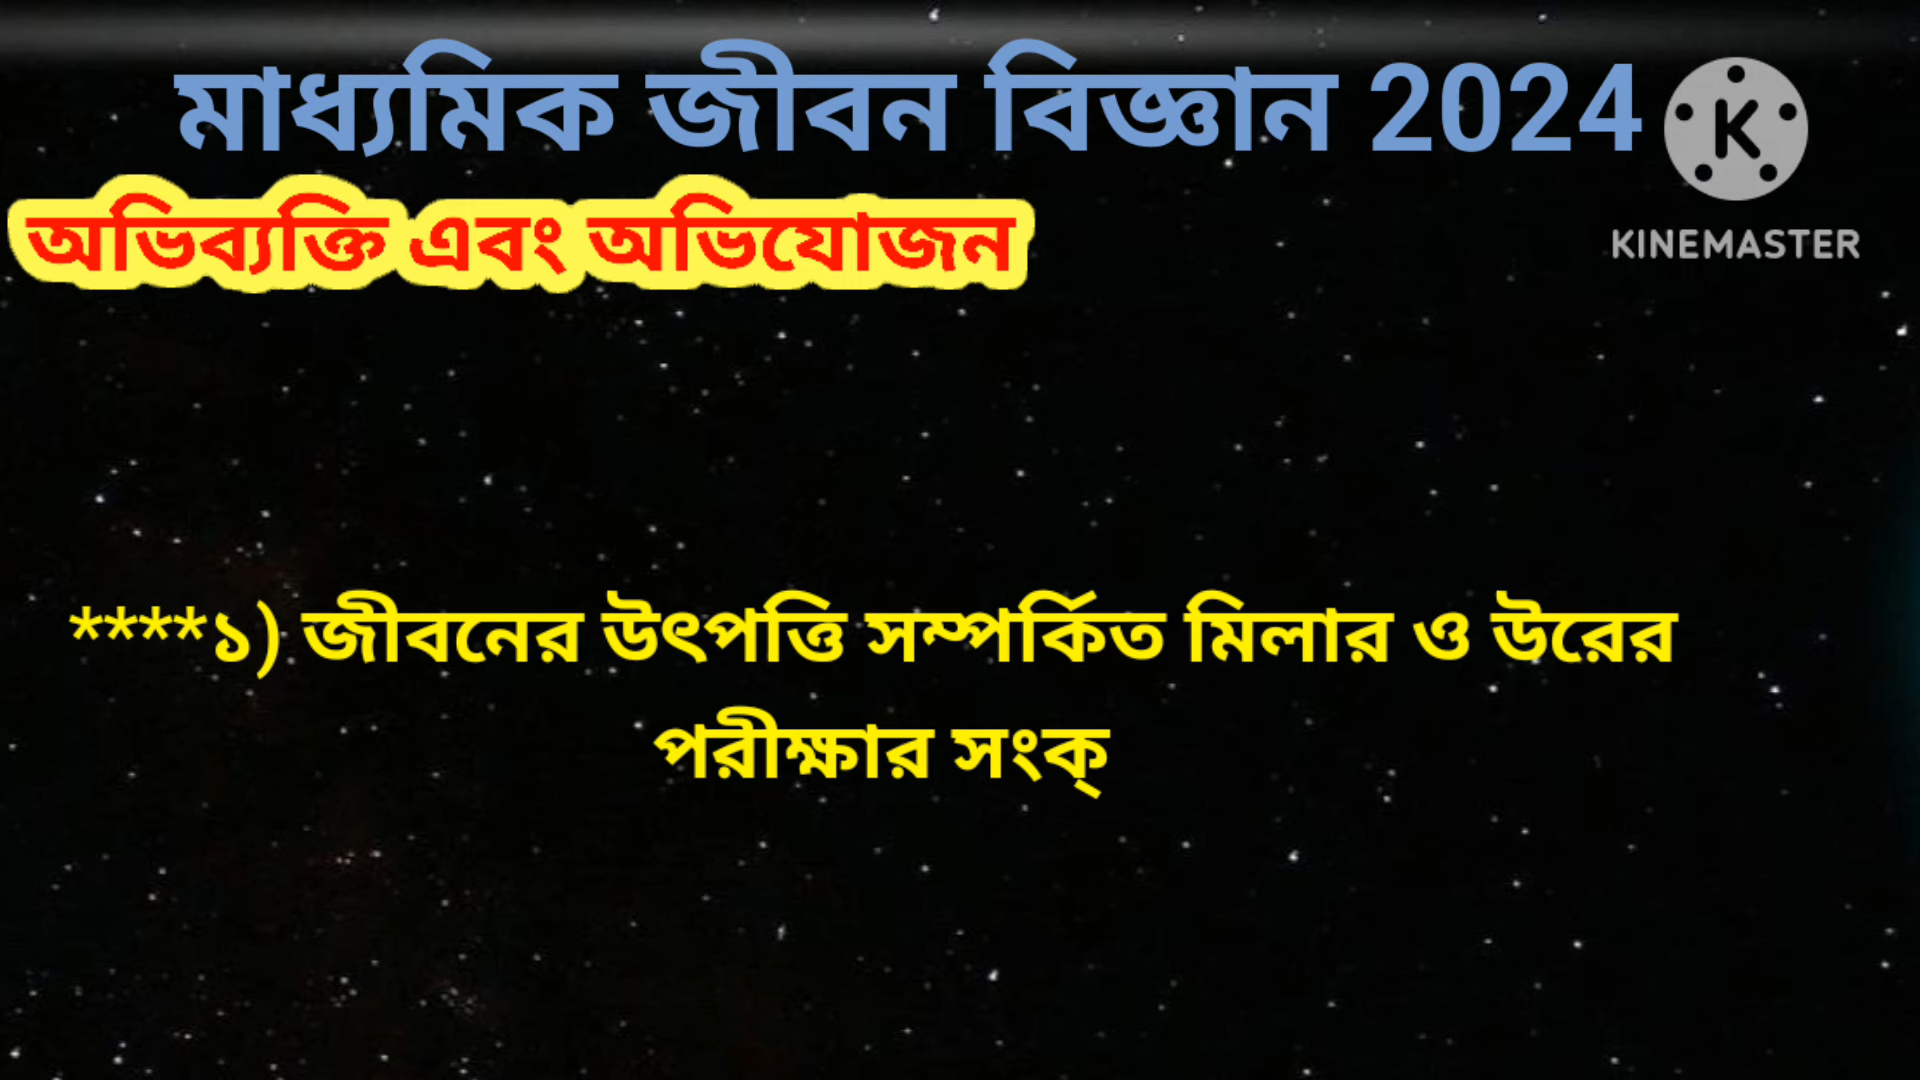 মাধ্যমিক জীবন বিজ্ঞান 2024
K
KINEMASTER
অভিব্যক্তি এবং অভিযোজন
****১) জীবনের উৎপত্তি সম্পর্কিত মিলার ও উরের
পরীক্ষার সংক্